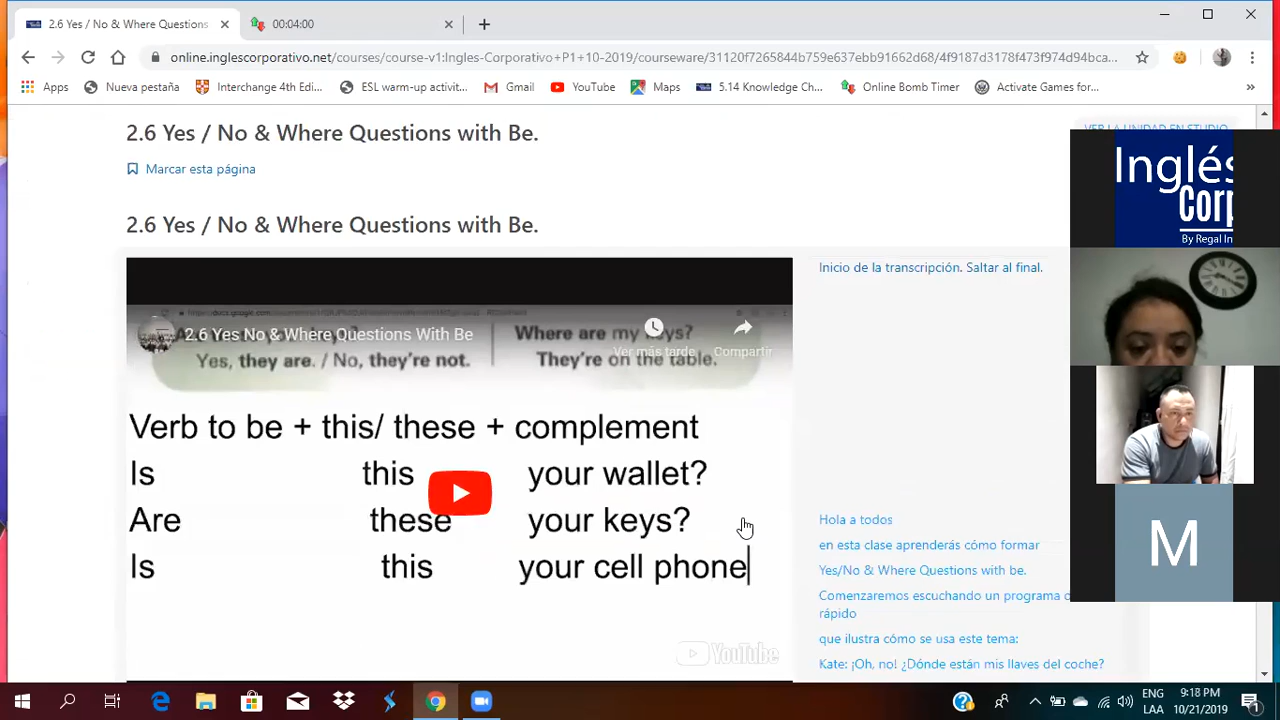 2.6 Yes / No & Where Questions
00:04:00
online.inglescorporativo.net/courses/course-v1:Ingles_Corporativo+P1+10-2019/courseware/31120f7265844b759e637ebb91662d68/4f9187d3178f473f974d96cba...
Apps
Nueva pestaña
Interchange 4th Edi...
ESL warm-up activit...
Gmail
YouTube
Maps
5.14 Knowledge Ch...
Online Bomb Timer
Activate Games for...
»
2.6 Yes / No & Where Questions with Be.
VER LA UNIDAD EN STUDIO
Marcar esta página
2.6 Yes / No & Where Questions with Be.
Inglés
Corp
By Regal In
Inicio de la transcripción. Saltar al final.
2.6 Yes No & Where Questions With Be
Where are my keys?
Ver más tarde
Compartir
Yes, they are. / No, they're not.
They're on the table.
Verb to be + this/ these + complement
Is this your wallet?
Are these your keys?
Is this your cell phone
YouTube
Hola a todos
en esta clase aprenderás cómo formar
Yes/No & Where Questions with be.
Comenzaremos escuchando un programa
rápido
que ilustra cómo se usa este tema:
Kate: ¡Oh, no! ¿Dónde están mis llaves del coche?
M
ENG
LAA
9:18 PM
10/21/2019